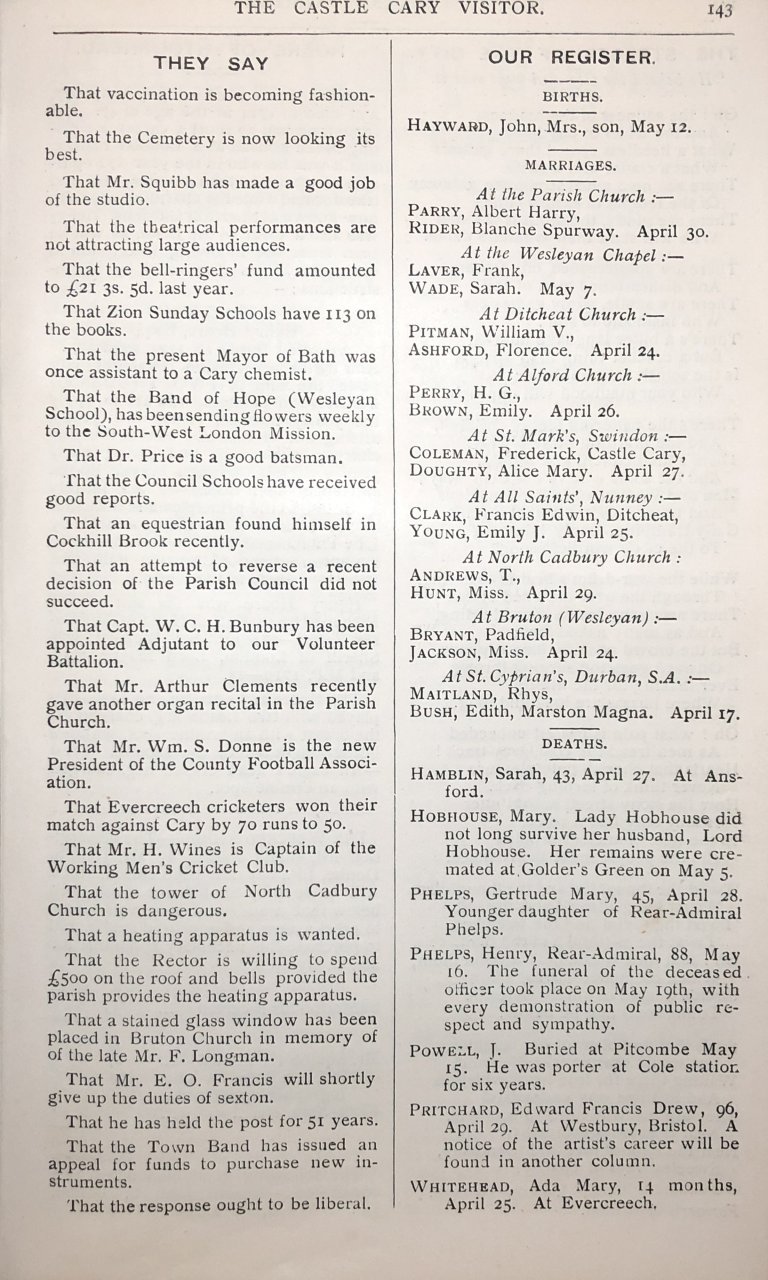 THE CASTLE CARY VISITOR. 143
THEY SAY
That vaccination is becoming fashion-
able.
That the Cemetery is now looking its
best.
That Mr. Squibb has made a good job
of the studio.
That the theatrical performances are
not attracting large audiences.
That the bell-ringers' fund amounted
to £21 3s. 5d. last year.
That Zion Sunday Schools have 113 on
the books.
That the present Mayor of Bath was
once assistant to a Cary chemist.
That the Band of Hope (Wesleyan
School), has been sending flowers weekly
to the South-West London Mission.
That Dr. Price is a good batsman.
That the Council Schools have received
good reports.
That an equestrian found himself in
Cockhill Brook recently.
That an attempt to reverse a recent
decision of the Parish Council did not
succeed.
That Capt. W. C. H. Bunbury has been
appointed Adjutant to our Volunteer
Battalion.
That Mr. Arthur Clements recently
gave another organ recital in the Parish
Church.
That Mr. Wm. S. Donne is the new
President of the County Football Associ-
ation.
That Evercreech cricketers won their
match against Cary by 70 runs to 50.
That Mr. H. Wines is Captain of the
Working Men's Cricket Club.
That the tower of North Cadbury
Church is dangerous.
That a heating apparatus is wanted.
That the Rector is willing to spend
£500 on the roof and bells provided the
parish provides the heating apparatus.
That a stained glass window has been
placed in Bruton Church in memory of
of the late Mr. F. Longman.
That Mr. E. O. Francis will shortly
give up the duties of sexton.
That he has held the post for 51 years.
That the Town Band has issued an
appeal for funds to purchase new in-
struments.
That the response ought to be liberal.
OUR REGISTER.
BIRTHS.
HAYWARD, John, Mrs., son, May 12.
MARRIAGES.
At the Parish Church :—
PARRY, Albert Harry,
RIDER, Blanche Spurway. April 30.
At the Wesleyan Chapel :—
LAVER, Frank,
WADE, Sarah. May 7.
At Ditcheat Church :—
PITMAN, William V.,
ASHFORD, Florence. April 24.
At Alford Church :—
PERRY, H. G.,
BROWN, Emily. April 26.
At St. Mark's, Swindon :—
COLEMAN, Frederick, Castle Cary,
DOUGHTY, Alice Mary. April 27.
At All Saints', Nunney :—
CLARK, Francis Edwin, Ditcheat,
YOUNG, Emily J. April 25.
At North Cadbury Church :
ANDREWS, T.,
HUNT, Miss. April 29.
At Bruton (Wesleyan) :—
BRYANT, Padfield,
JACKSON, Miss. April 24.
At St. Cyprian's, Durban, S.A. :—
MAITLAND, Rhys,
BUSH, Edith, Marston Magna. April 17.
DEATHS.
HAMBLIN, Sarah, 43, April 27. At Ans-
ford.
HOBHOUSE, Mary. Lady Hobhouse did
not long survive her husband, Lord
Hobhouse. Her remains were cre-
mated at Golder's Green on May 5.
PHELPS, Gertrude Mary, 45, April 28.
Younger daughter of Rear-Admiral
Phelps.
PHELPS, Henry, Rear-Admiral, 88, May
16. The funeral of the deceased
officer took place on May 19th, with
every demonstration of public re-
spect and sympathy.
POWELL, J. Buried at Pitcombe May
15. He was porter at Cole station
for six years.
PRITCHARD, Edward Francis Drew, 96,
April 29. At Westbury, Bristol. A
notice of the artist's career will be
found in another column.
WHITEHEAD, Ada Mary, 14 months,
April 25. At Evercreech.